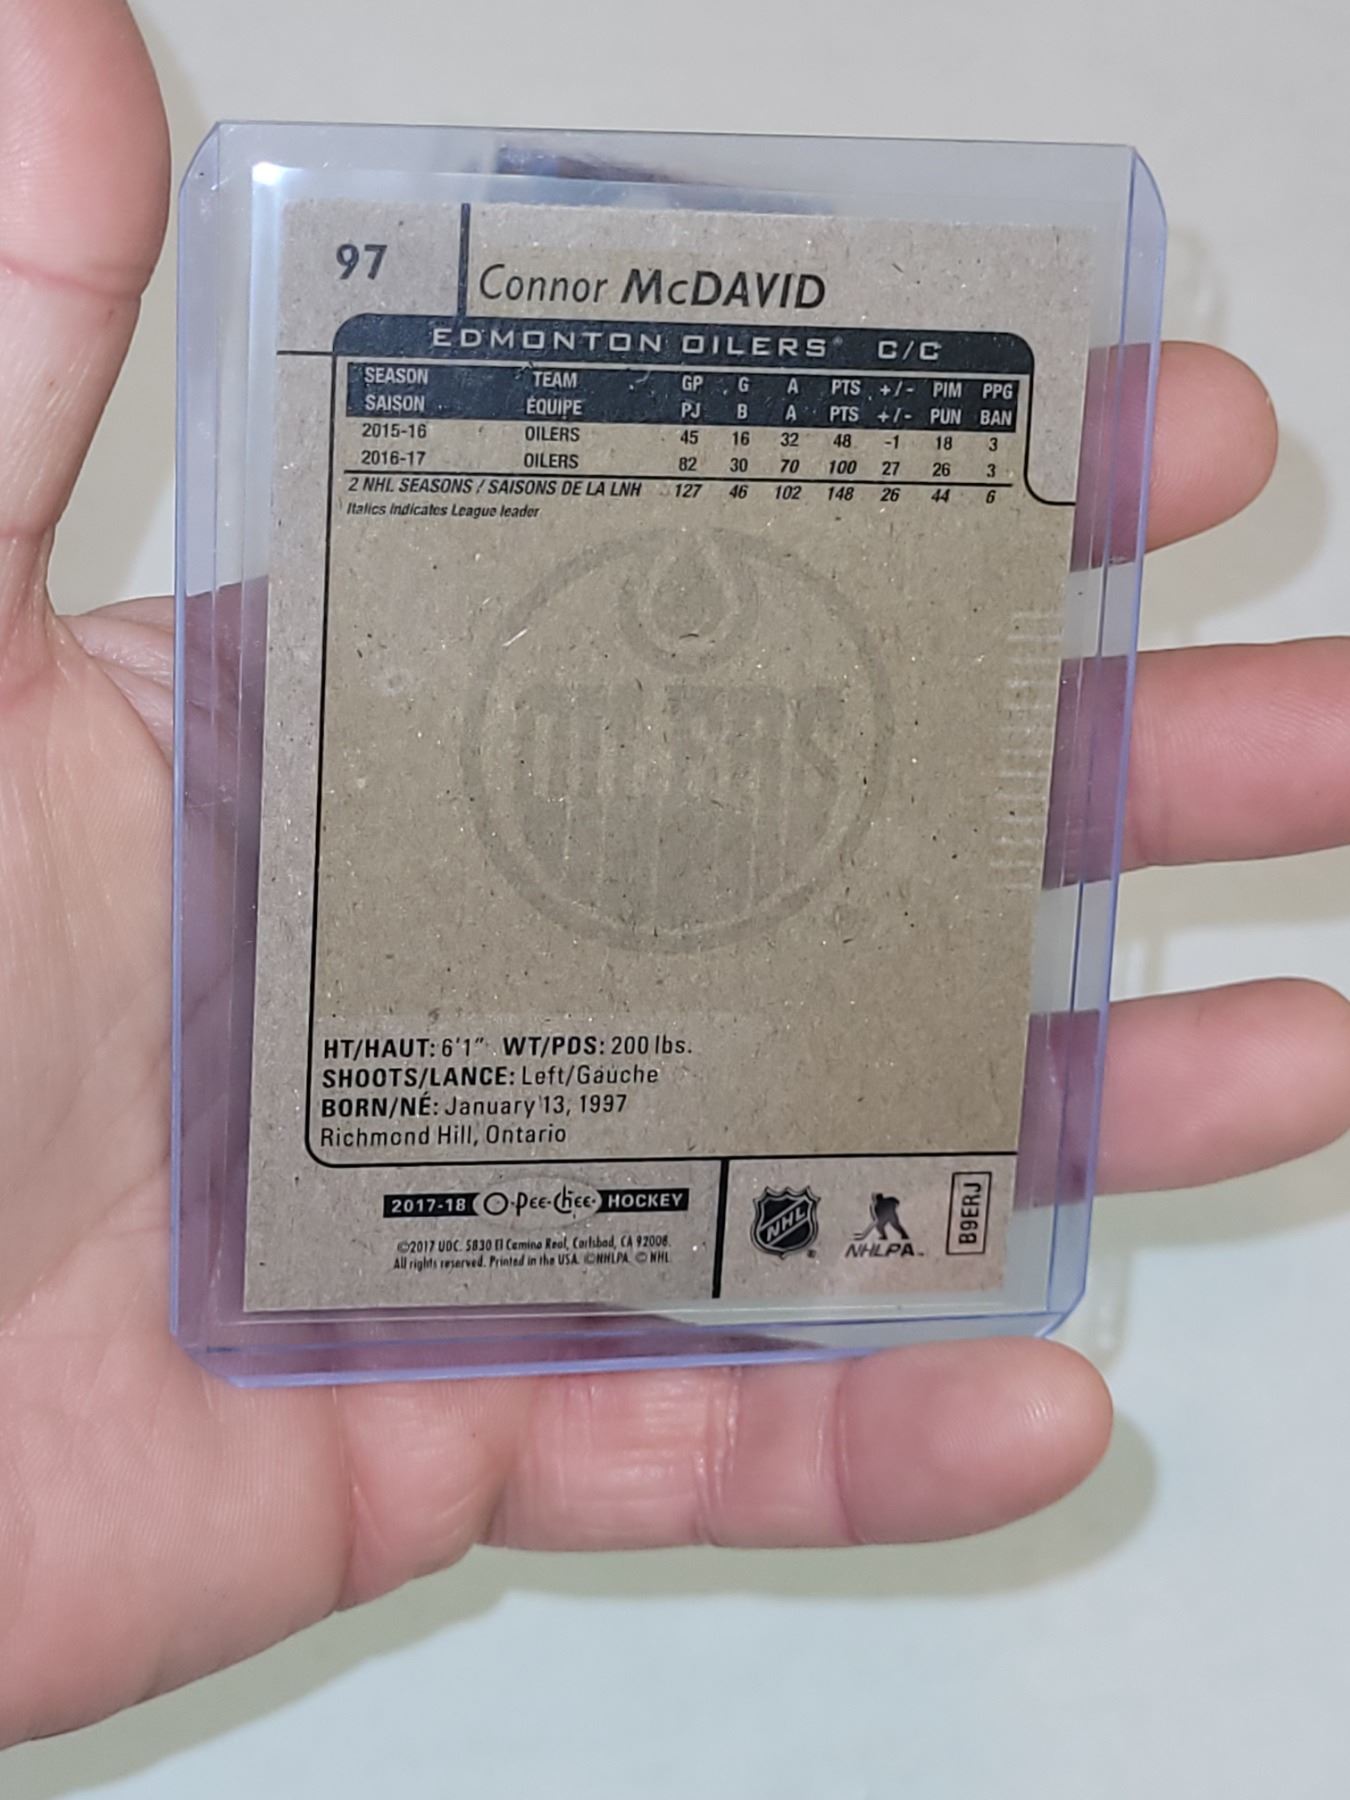 97
Connor McDAVID
EDMONTON OILERS® C/C
SEASON TEAM GP G A PTS +/- PIM PPG
SAISON ÉQUIPE PJ B A PTS +/- PUN BAN
2015-16 OILERS 45 16 32 48 -1 18 3
2016-17 OILERS 82 30 70 100 27 26 3
2 NHL SEASONS / SAISONS DE LA LNH 127 46 102 148 26 44 6
Italics indicates League leader
OILERS
HT/HAUT: 6'1" WT/PDS: 200 lbs.
SHOOTS/LANCE: Left/Gauche
BORN/NÉ: January 13, 1997
Richmond Hill, Ontario
2017-18 O-Pee-Chee HOCKEY
©2017 UDC. 5830 El Camino Real, Carlsbad, CA 92008.
All rights reserved. Printed in the USA. ©NHLPA. © NHL
NHL®
NHLPA
B9ERJ